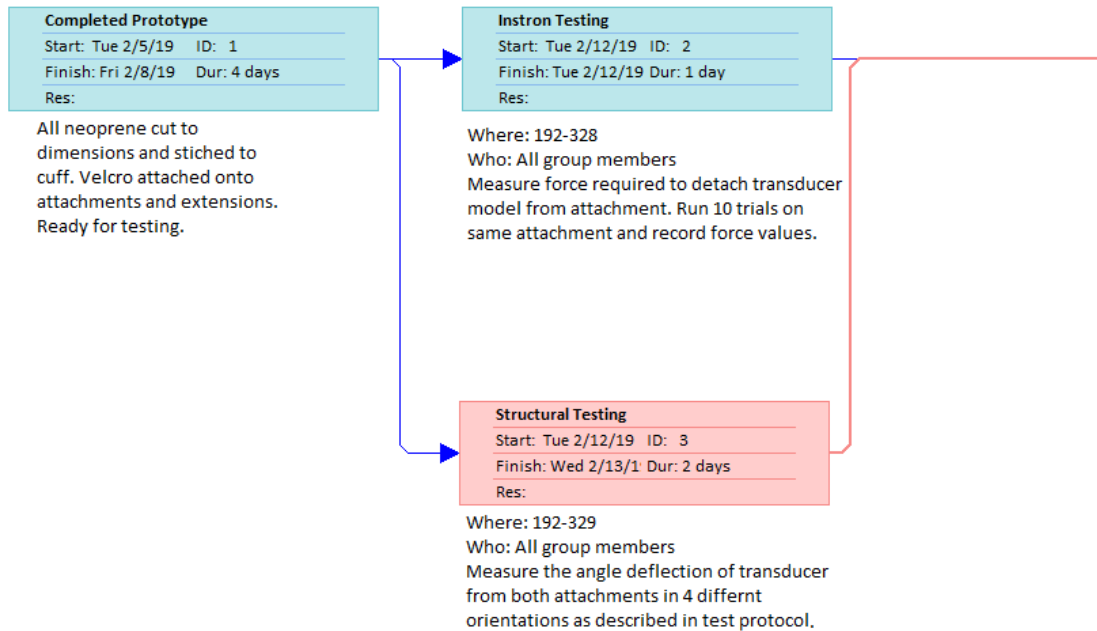 Completed Prototype
Start: Tue 2/5/19 ID: 1
Finish: Fri 2/8/19 Dur: 4 days
Res:
All neoprene cut to
dimensions and stiched to
cuff. Velcro attached onto
attachments and extensions.
Ready for testing.
Instron Testing
Start: Tue 2/12/19 ID: 2
Finish: Tue 2/12/19 Dur: 1 day
Res:
Where: 192-328
Who: All group members
Measure force required to detach transducer
model from attachment. Run 10 trials on
same attachment and record force values.
Structural Testing
Start: Tue 2/12/19 ID: 3
Finish: Wed 2/13/1 Dur: 2 days
Res:
Where: 192-329
Who: All group members
Measure the angle deflection of transducer
from both attachments in 4 differnt
orientations as described in test protocol.